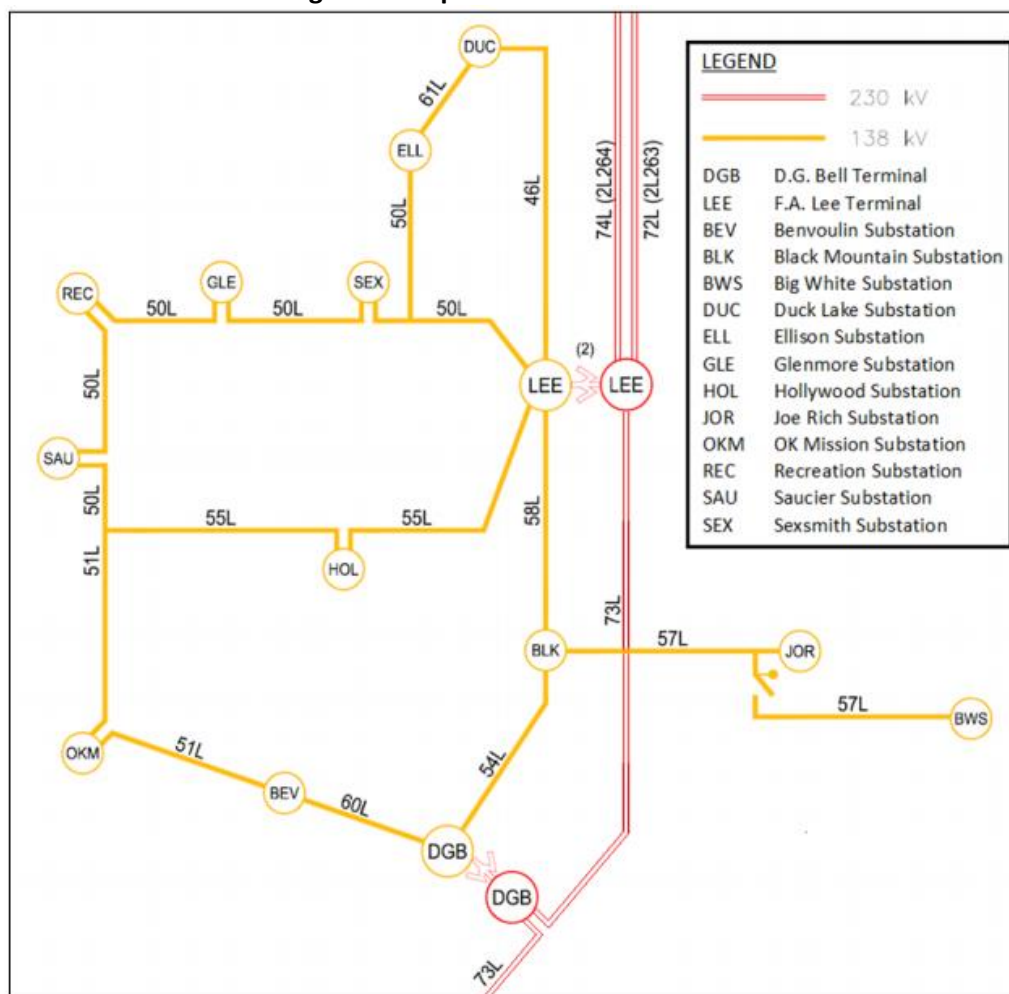 DUC
61L
ELL
50L
46L
74L (2L264)
72L (2L263)
REC
GLE
SEX
50L
50L
50L
(2)
LEE
LEE
50L
SAU
50L
55L
55L
HOL
51L
58L
73L
BLK
57L
JOR
57L
BWS
OKM
51L
BEV
60L
54L
DGB
DGB
73L
LEGEND
230 kV
138 kV
DGB D.G. Bell Terminal
LEE F.A. Lee Terminal
BEV Benvoulin Substation
BLK Black Mountain Substation
BWS Big White Substation
DUC Duck Lake Substation
ELL Ellison Substation
GLE Glenmore Substation
HOL Hollywood Substation
JOR Joe Rich Substation
OKM OK Mission Substation
REC Recreation Substation
SAU Saucier Substation
SEX Sexsmith Substation